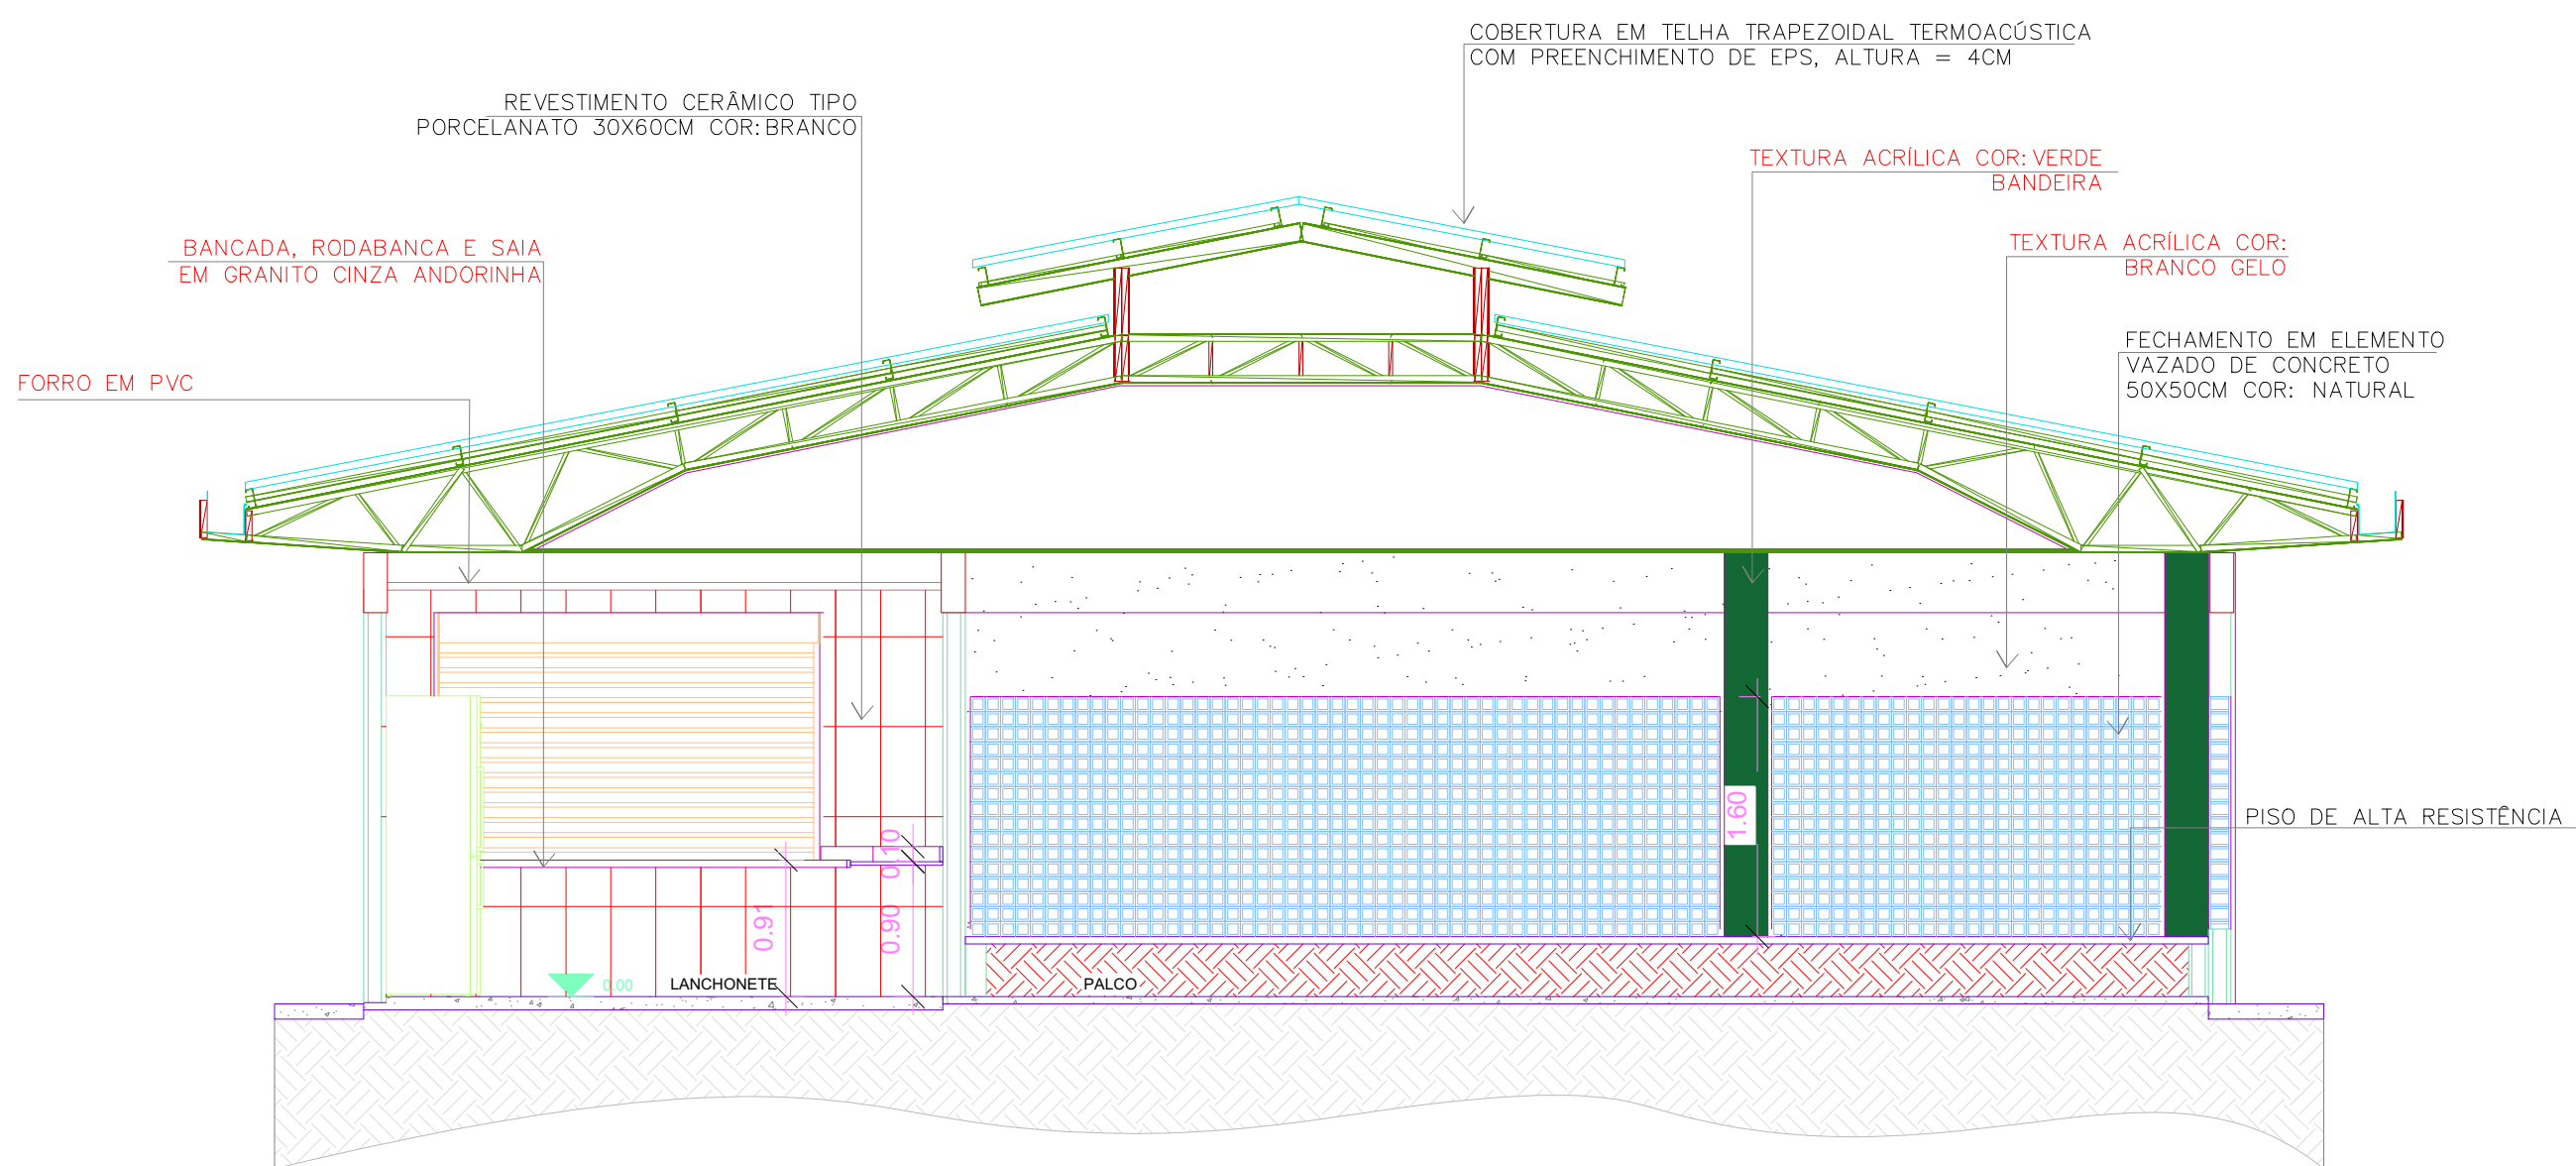 COBERTURA EM TELHA TRAPEZOIDAL TERMOACÚSTICA
COM PREENCHIMENTO DE EPS, ALTURA = 4CM
REVESTIMENTO CERÂMICO TIPO
PORCELANATO 30X60CM COR:BRANCO
TEXTURA ACRÍLICA COR:VERDE
BANDEIRA
BANCADA, RODABANCA E SAIA
EM GRANITO CINZA ANDORINHA
TEXTURA ACRÍLICA COR:
BRANCO GELO
FECHAMENTO EM ELEMENTO
VAZADO DE CONCRETO
50X50CM COR: NATURAL
FORRO EM PVC
PISO DE ALTA RESISTÊNCIA
1.60
0.10
0.91
0.90
0.00
LANCHONETE
PALCO